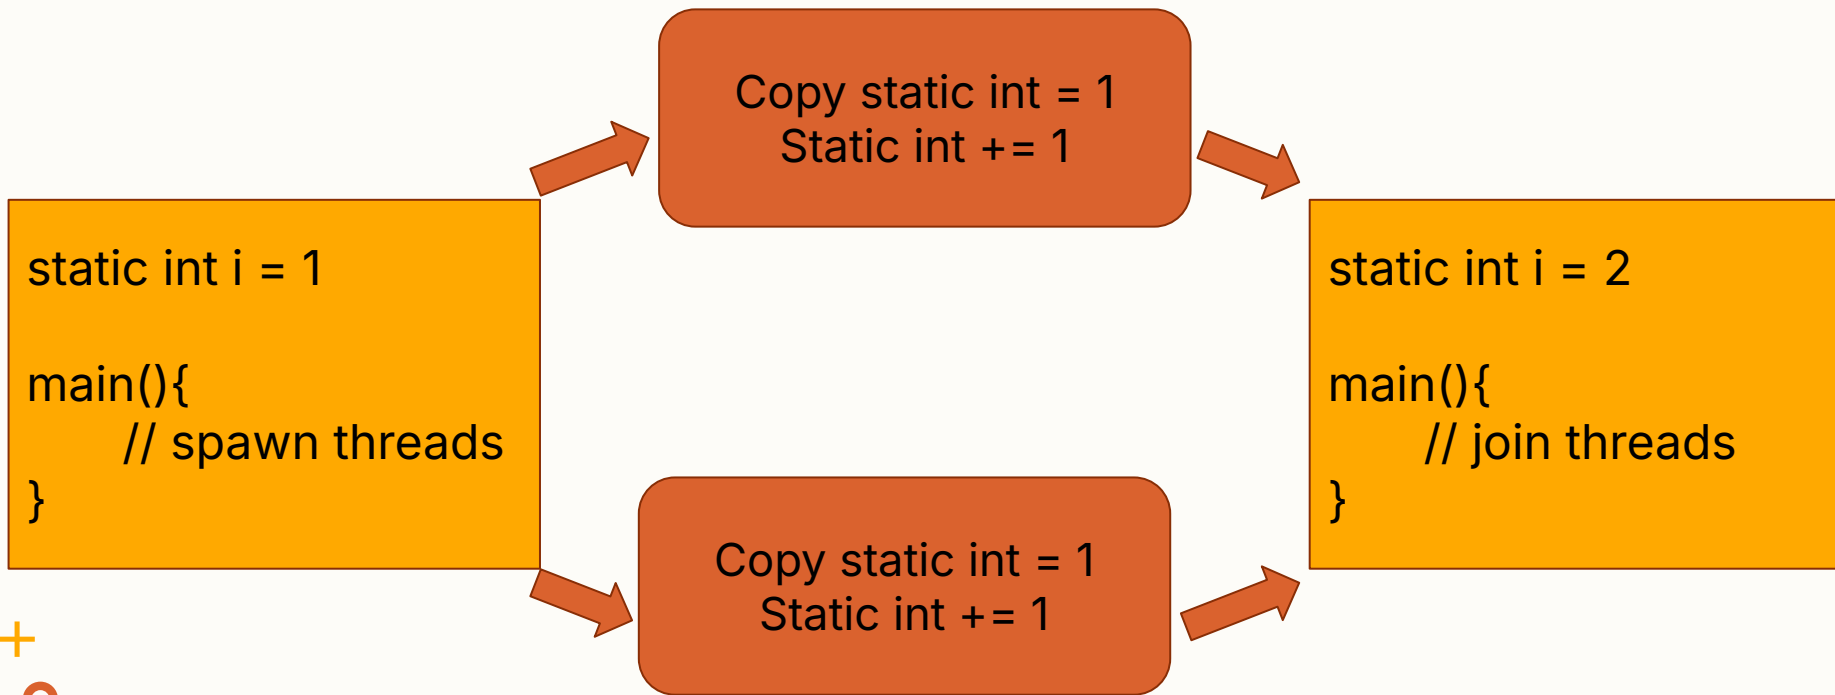 Copy static int = 1
Static int += 1
static int i = 1
main(){
// spawn threads
}
static int i = 2
main(){
// join threads
}
Copy static int = 1
Static int += 1